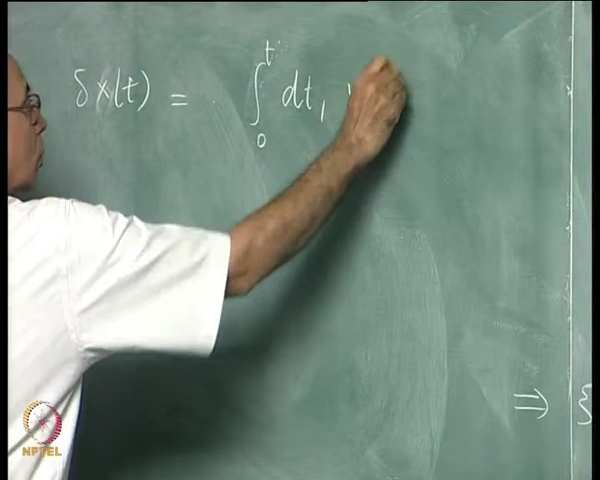 δx(t) = ∫₀ᵗ dt₁
⇒ {
NPTEL